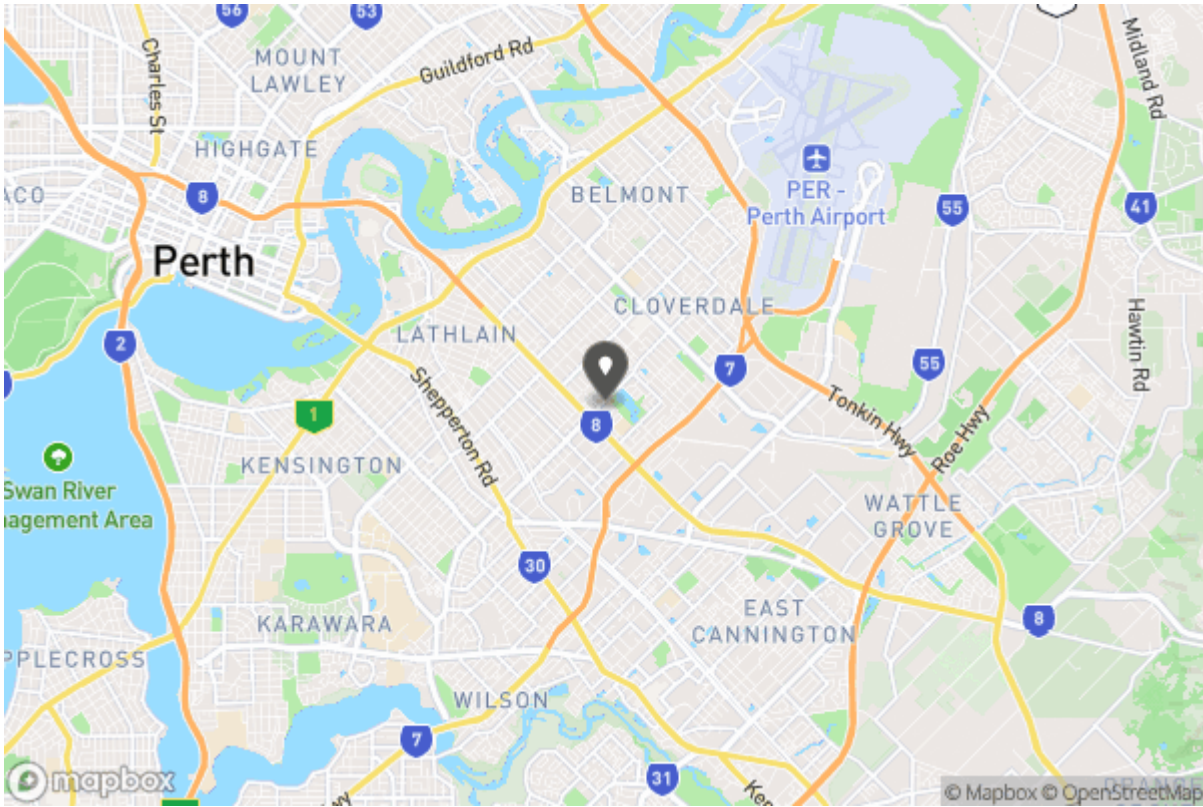 56
53
Charles St
MOUNT
LAWLEY
Guildford Rd
Midland Rd
HIGHGATE
8
ACO
BELMONT
PER -
Perth Airport
55
41
Perth
CLOVERDALE
Hawtin Rd
LATHLAIN
2
55
7
Shepperton Rd
Tonkin Hwy
1
8
Roe Hwy
KENSINGTON
Swan River
nagement Area
WATTLE
GROVE
30
EAST
CANNINGTON
8
KARAWARA
PPLECROSS
WILSON
7
31
mapbox
© Mapbox © OpenStreetMap